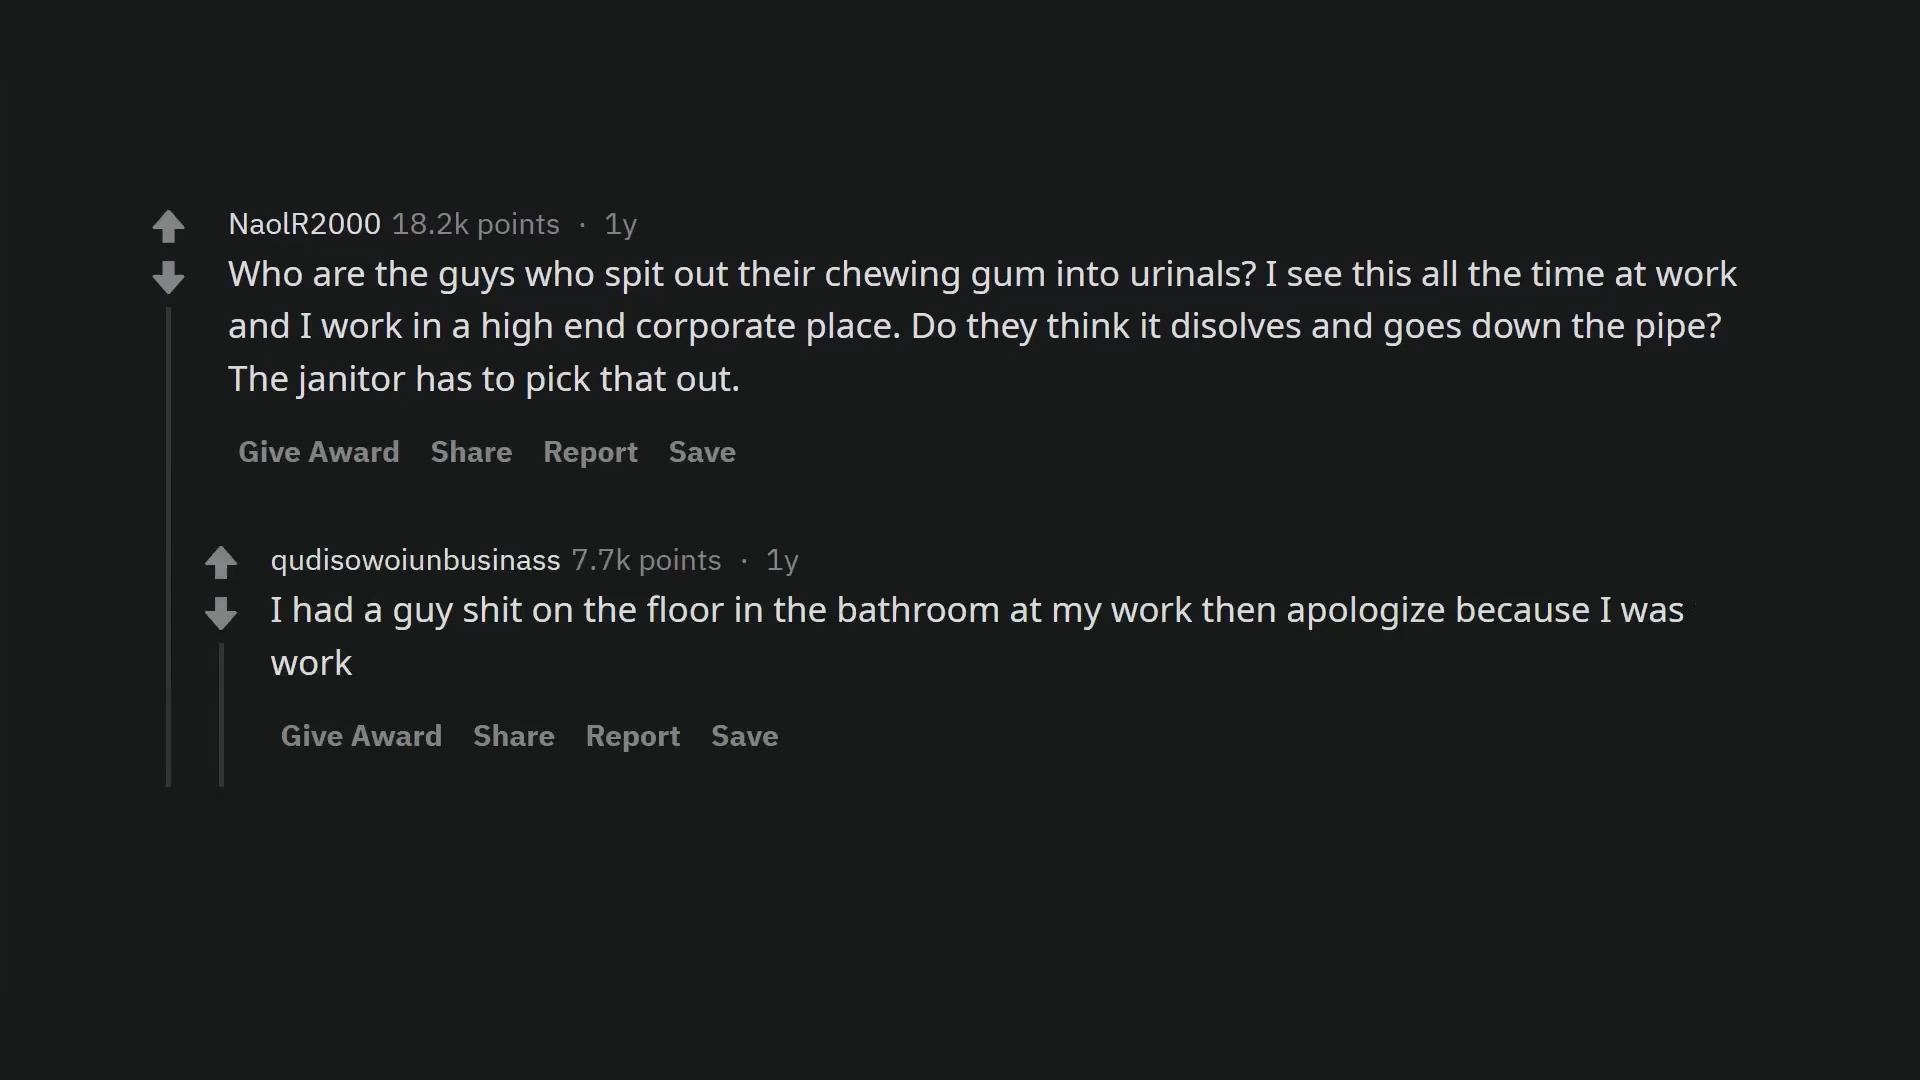 NaolR2000 18.2k points · 1y
Who are the guys who spit out their chewing gum into urinals? I see this all the time at work
and I work in a high end corporate place. Do they think it disolves and goes down the pipe?
The janitor has to pick that out.
Give Award Share Report Save
qudisowoiunbusinass 7.7k points · 1y
I had a guy shit on the floor in the bathroom at my work then apologize because I was
work
Give Award Share Report Save